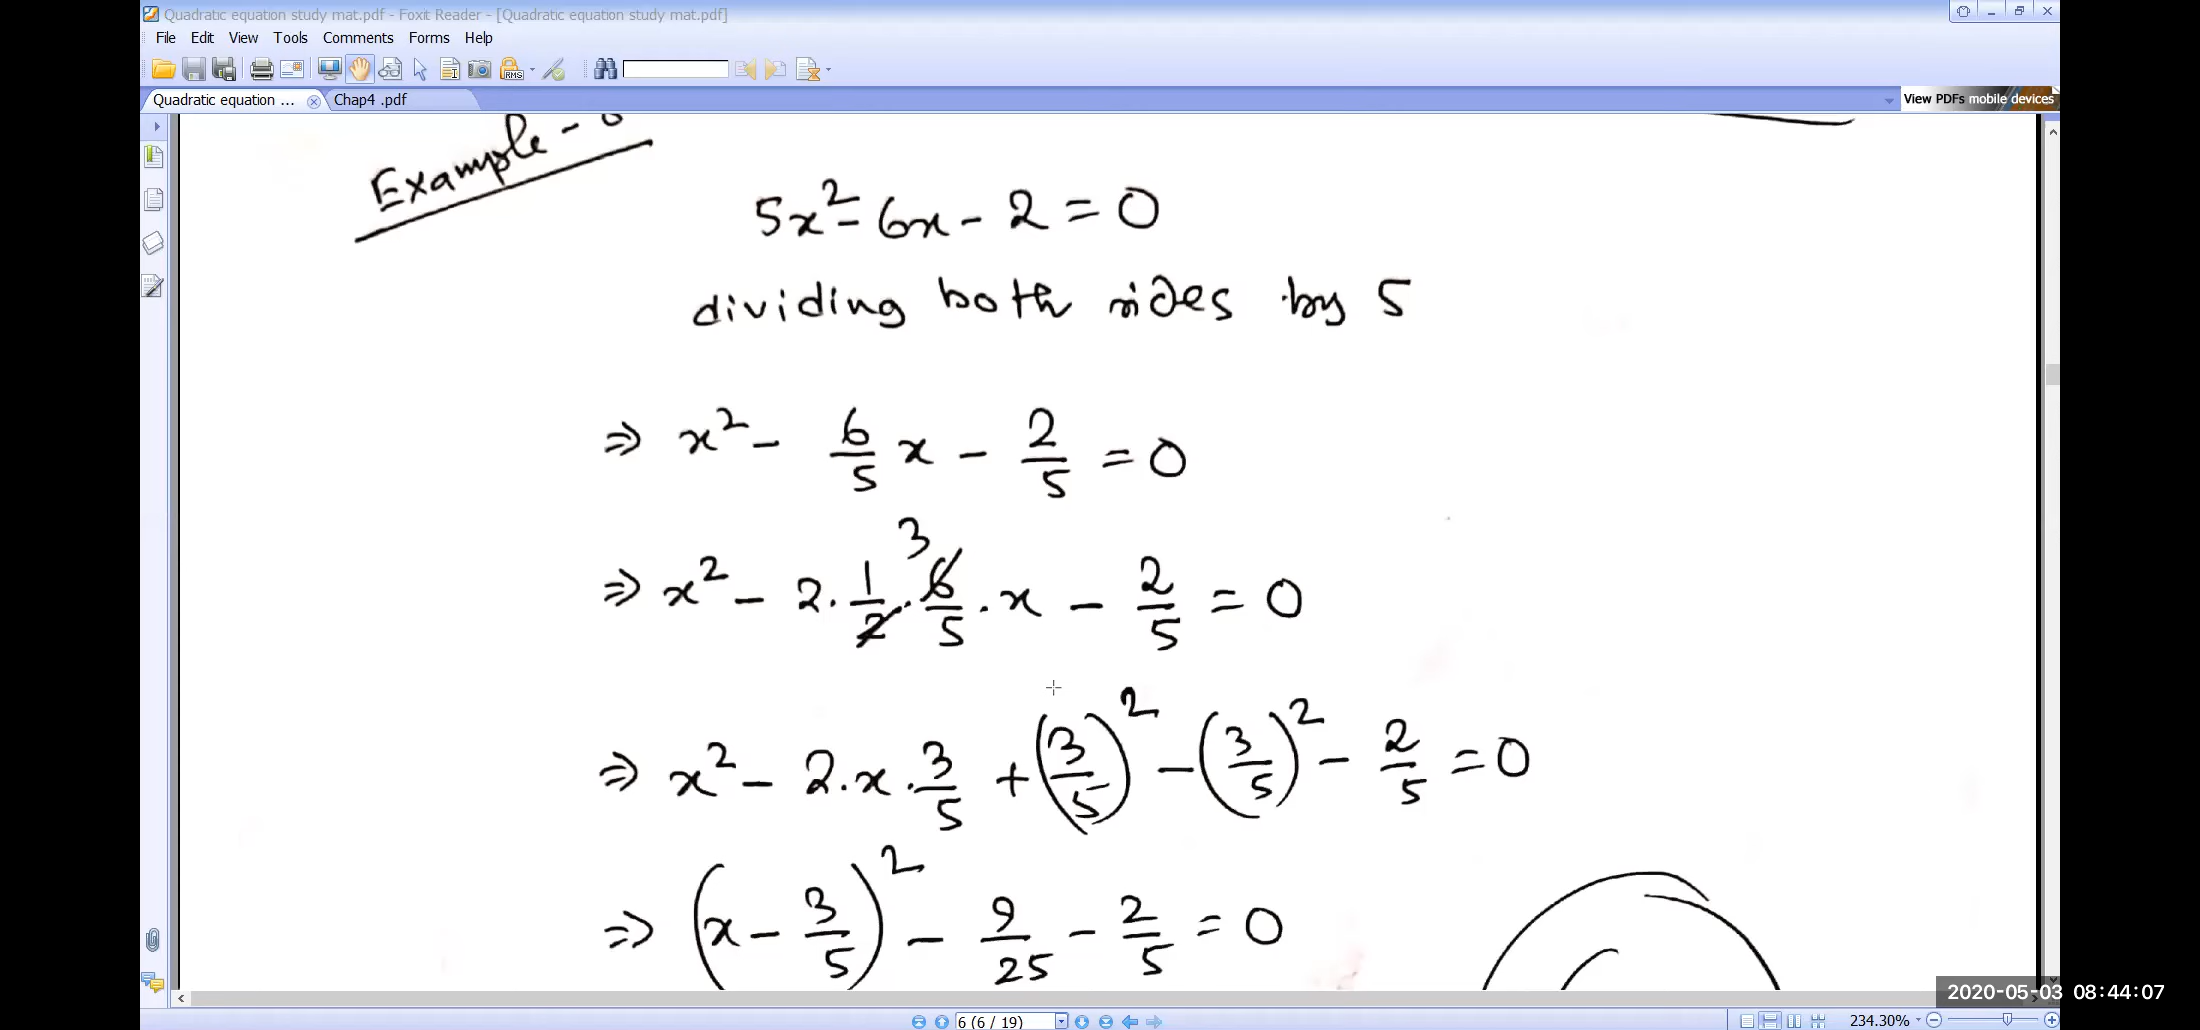 Quadratic equation study mat.pdf - Foxit Reader - [Quadratic equation study mat.pdf]
File Edit View Tools Comments Forms Help
Quadratic equation ... Chap4 .pdf View PDFs mobile devices
Example -
5x² - 6x - 2 = 0
dividing both sides by 5
⇒ x² - 6/5 x - 2/5 = 0
3
⇒ x² - 2 · 1/2 · 6/5 · x - 2/5 = 0
⇒ x² - 2 · x · 3/5 + (3/5)² - (3/5)² - 2/5 = 0
⇒ (x - 3/5)² - 9/25 - 2/5 = 0
2020-05-03 08:44:07
6 (6 / 19) 234.30%